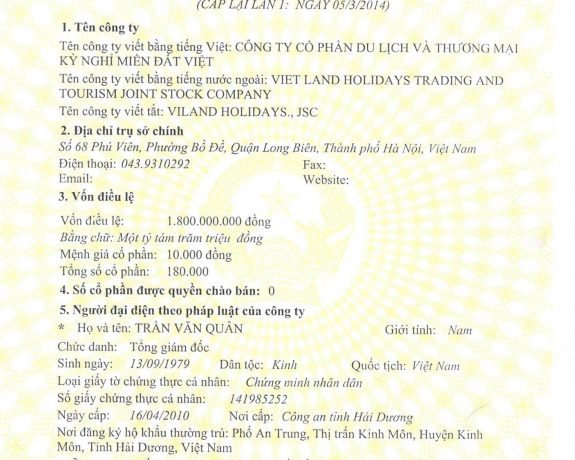 (CẤP LẠI LẦN 1: NGÀY 05/3/2014)
1. Tên công ty
Tên công ty viết bằng tiếng Việt: CÔNG TY CỔ PHẦN DU LỊCH VÀ THƯƠNG MẠI
KỲ NGHỈ MIỀN ĐẤT VIỆT
Tên công ty viết bằng tiếng nước ngoài: VIET LAND HOLIDAYS TRADING AND
TOURISM JOINT STOCK COMPANY
Tên công ty viết tắt: VILAND HOLIDAYS., JSC
2. Địa chỉ trụ sở chính
Số 68 Phú Viên, Phường Bồ Đề, Quận Long Biên, Thành phố Hà Nội, Việt Nam
Điện thoại: 043.9310292 Fax:
Email: Website:
3. Vốn điều lệ
Vốn điều lệ: 1.800.000.000 đồng
Bằng chữ: Một tỷ tám trăm triệu đồng
Mệnh giá cổ phần: 10.000 đồng
Tổng số cổ phần: 180.000
4. Số cổ phần được quyền chào bán: 0
5. Người đại diện theo pháp luật của công ty
* Họ và tên: TRẦN VĂN QUÂN Giới tính: Nam
Chức danh: Tổng giám đốc
Sinh ngày: 13/09/1979 Dân tộc: Kinh Quốc tịch: Việt Nam
Loại giấy tờ chứng thực cá nhân: Chứng minh nhân dân
Số giấy chứng thực cá nhân: 141985252
Ngày cấp: 16/04/2010 Nơi cấp: Công an tỉnh Hải Dương
Nơi đăng ký hộ khẩu thường trú: Phố An Trung, Thị trấn Kinh Môn, Huyện Kinh
Môn, Tỉnh Hải Dương, Việt Nam